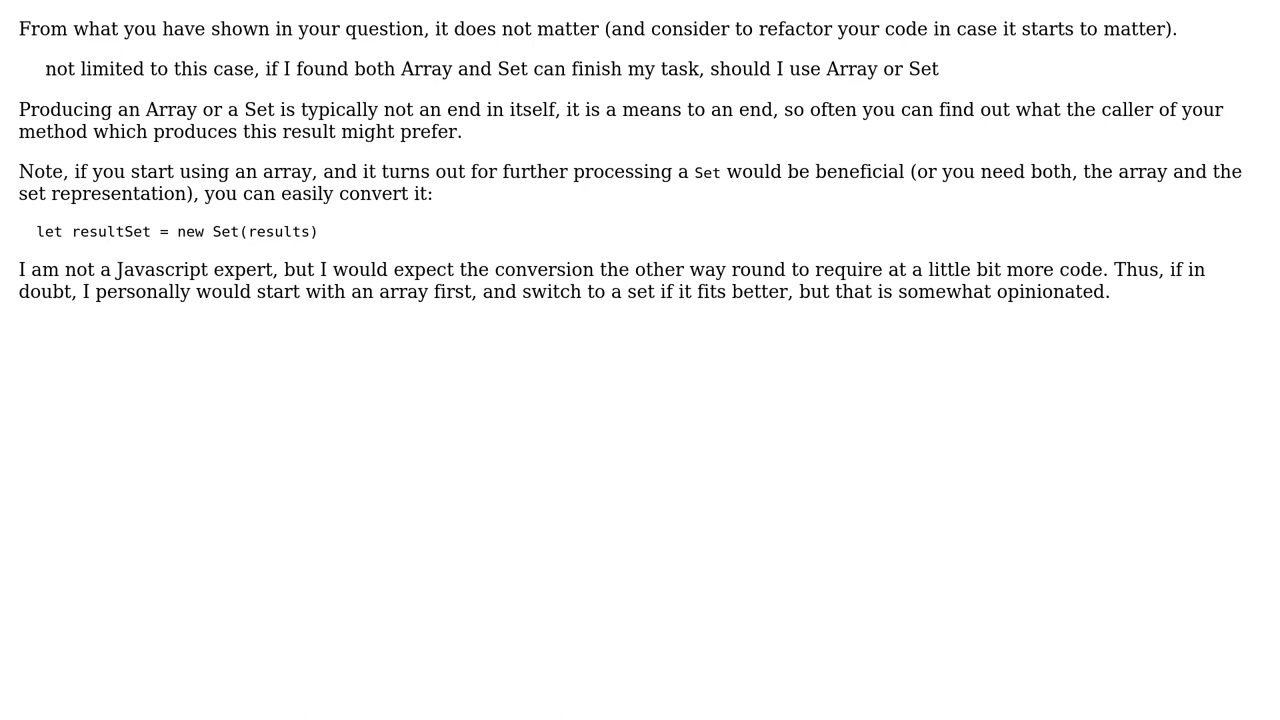 From what you have shown in your question, it does not matter (and consider to refactor your code in case it starts to matter).
not limited to this case, if I found both Array and Set can finish my task, should I use Array or Set
Producing an Array or a Set is typically not an end in itself, it is a means to an end, so often you can find out what the caller of your
method which produces this result might prefer.
Note, if you start using an array, and it turns out for further processing a Set would be beneficial (or you need both, the array and the
set representation), you can easily convert it:
let resultSet = new Set(results)
I am not a Javascript expert, but I would expect the conversion the other way round to require at a little bit more code. Thus, if in
doubt, I personally would start with an array first, and switch to a set if it fits better, but that is somewhat opinionated.